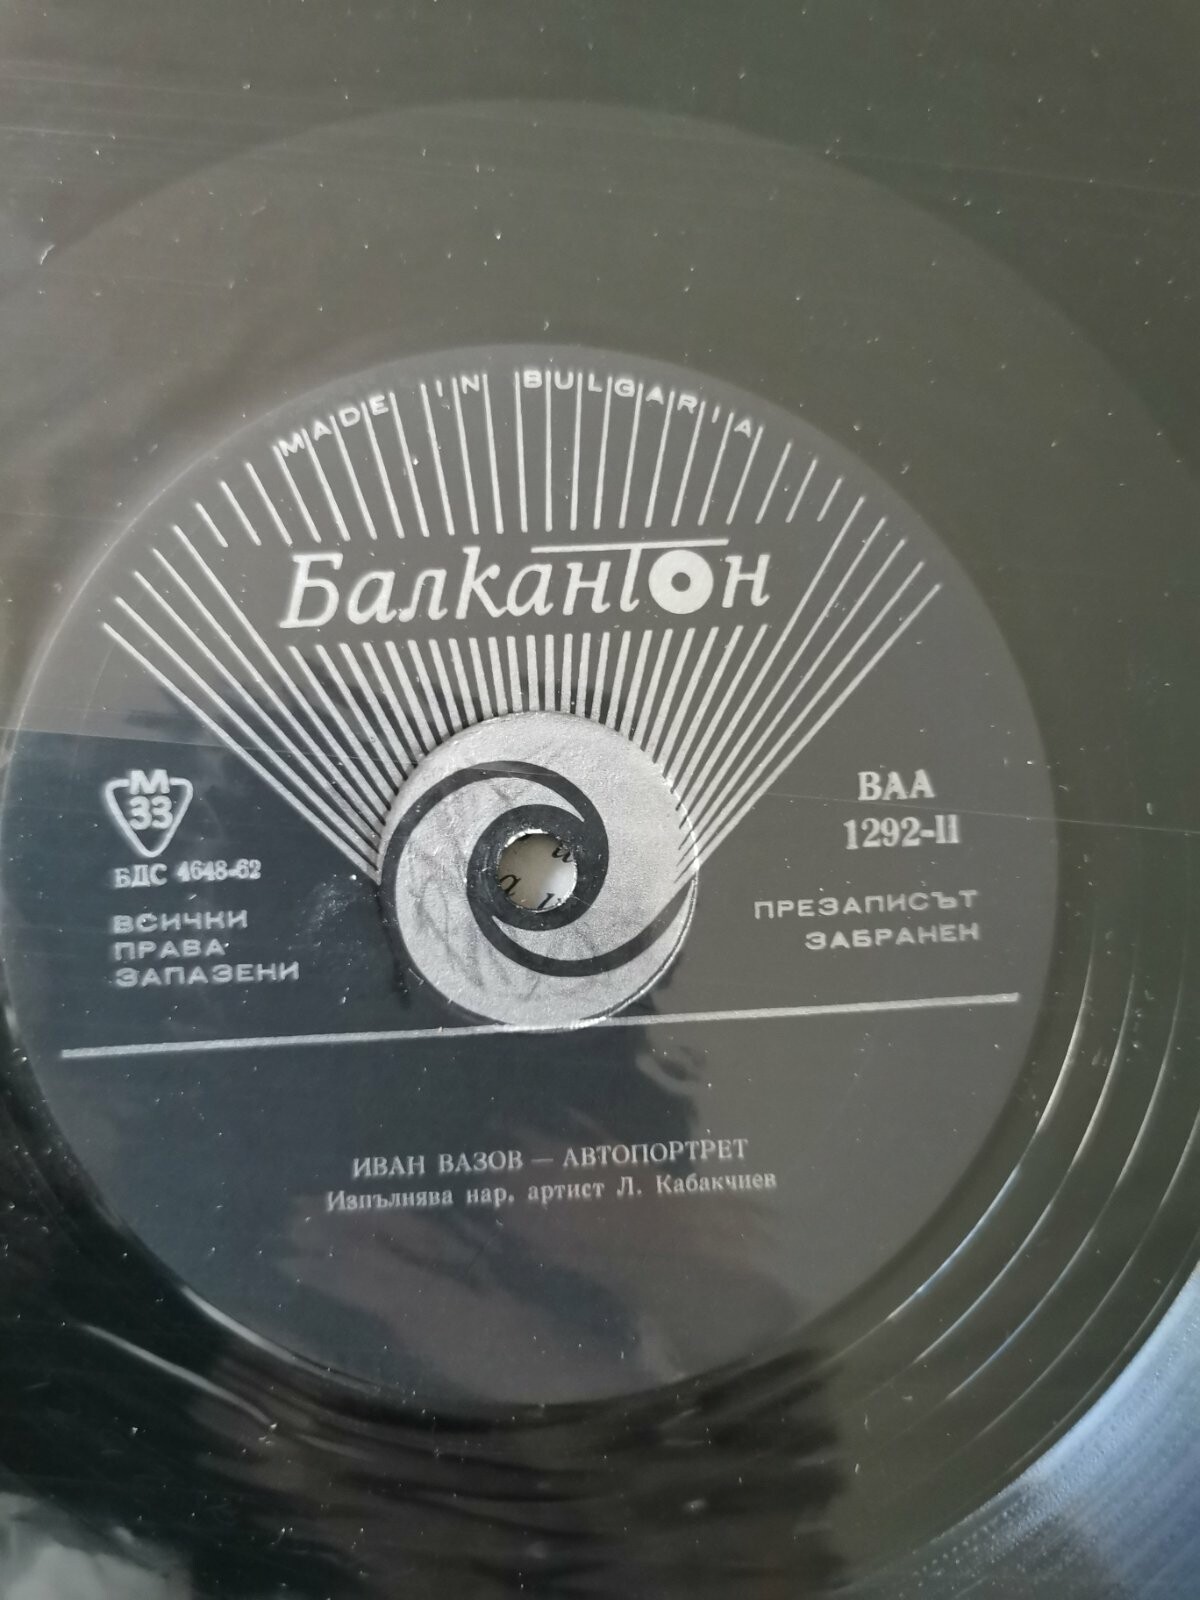 MADE IN BULGARIA
Балкантон
М
33
БДС 4648-62
ВСИЧКИ
ПРАВА
ЗАПАЗЕНИ
ВАА
1292-II
ПРЕЗАПИСЪТ
ЗАБРАНЕН
ИВАН ВАЗОВ — АВТОПОРТРЕТ
Изпълнява нар. артист Л. Кабакчиев